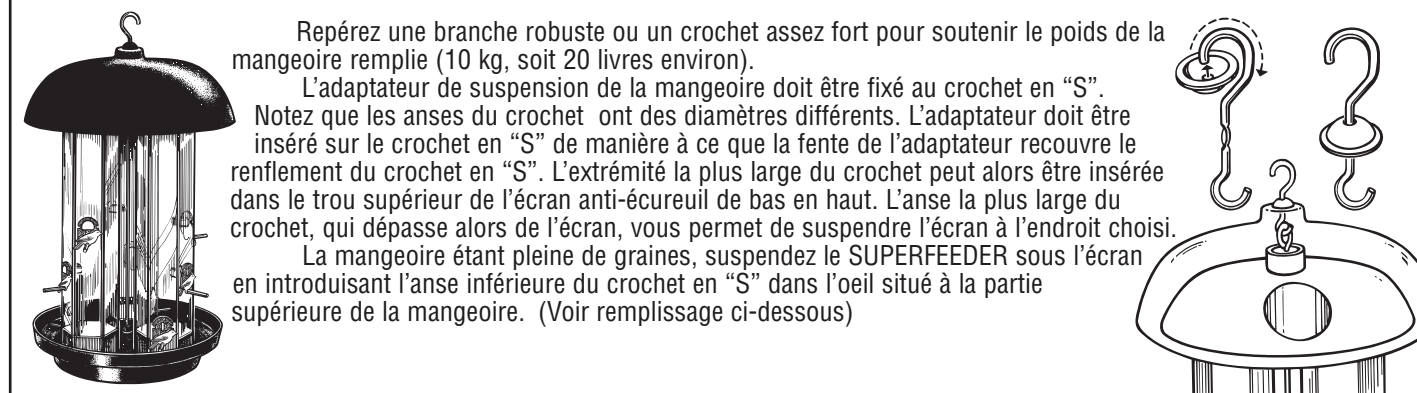 Repérez une branche robuste ou un crochet assez fort pour soutenir le poids de la
mangeoire remplie (10 kg, soit 20 livres environ).
L’adaptateur de suspension de la mangeoire doit être fixé au crochet en “S”.
Notez que les anses du crochet ont des diamètres différents. L’adaptateur doit être
inséré sur le crochet en “S” de manière à ce que la fente de l’adaptateur recouvre le
renflement du crochet en “S”. L’extrémité la plus large du crochet peut alors être insérée
dans le trou supérieur de l’écran anti-écureuil de bas en haut. L’anse la plus large du
crochet, qui dépasse alors de l’écran, vous permet de suspendre l’écran à l’endroit choisi.
La mangeoire étant pleine de graines, suspendez le SUPERFEEDER sous l’écran
en introduisant l’anse inférieure du crochet en “S” dans l’oeil situé à la partie
supérieure de la mangeoire. (Voir remplissage ci-dessous)